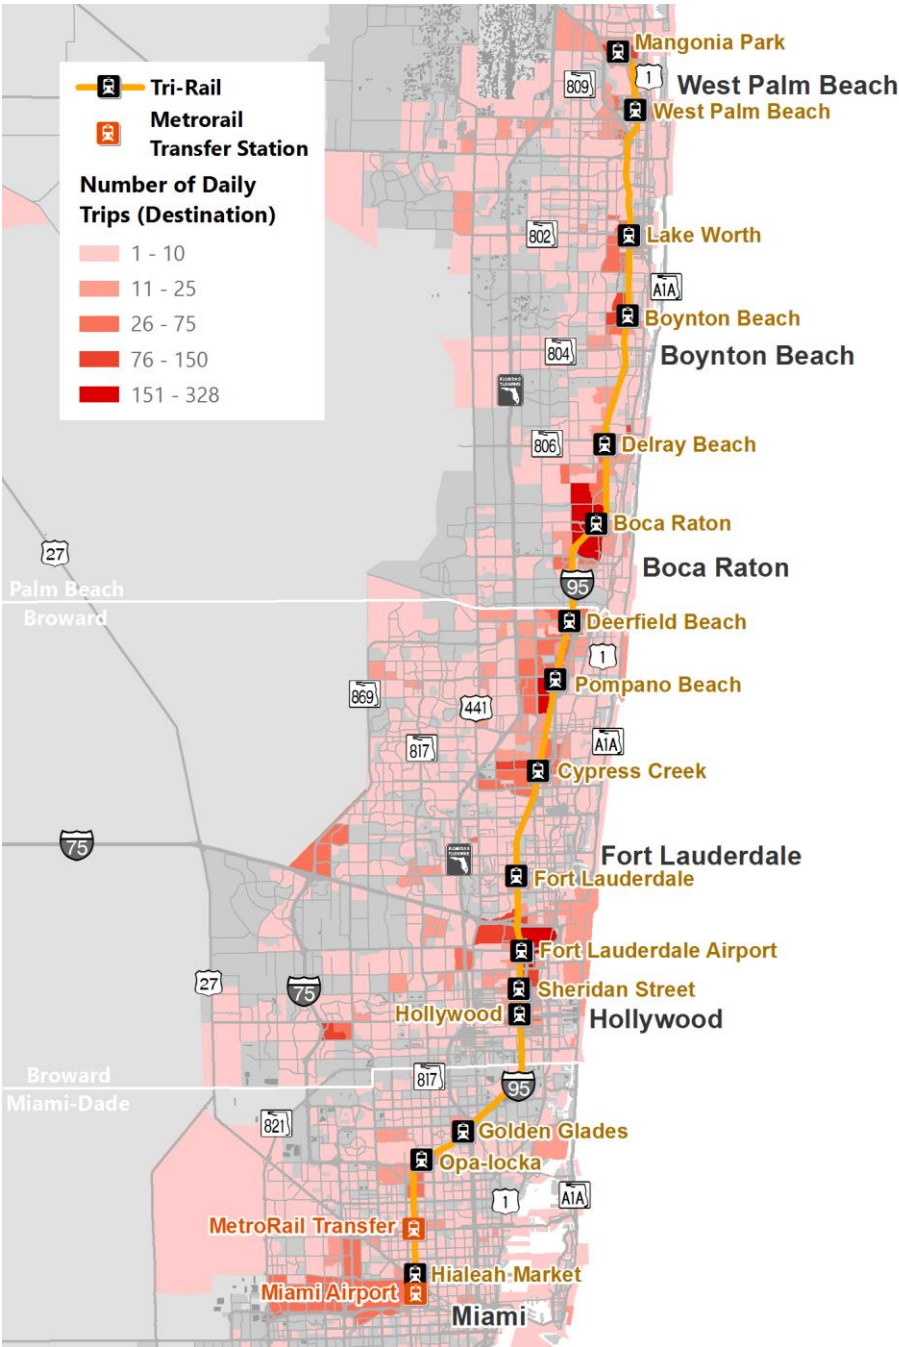 Mangonia Park
1
West Palm Beach
809
West Palm Beach
Tri-Rail
Metrorail
Transfer Station
Number of Daily
Trips (Destination)
1 - 10
11 - 25
26 - 75
76 - 150
151 - 328
802
Lake Worth
A1A
Boynton Beach
804
Boynton Beach
806
Delray Beach
Boca Raton
27
Boca Raton
95
Palm Beach
Broward
Deerfield Beach
1
Pompano Beach
869
441
817
A1A
Cypress Creek
75
Fort Lauderdale
Fort Lauderdale
Fort Lauderdale Airport
27
75
Sheridan Street
Hollywood
Hollywood
Broward
Miami-Dade
817
95
821
Golden Glades
Opa-locka
1
A1A
MetroRail Transfer
Hialeah Market
Miami Airport
Miami